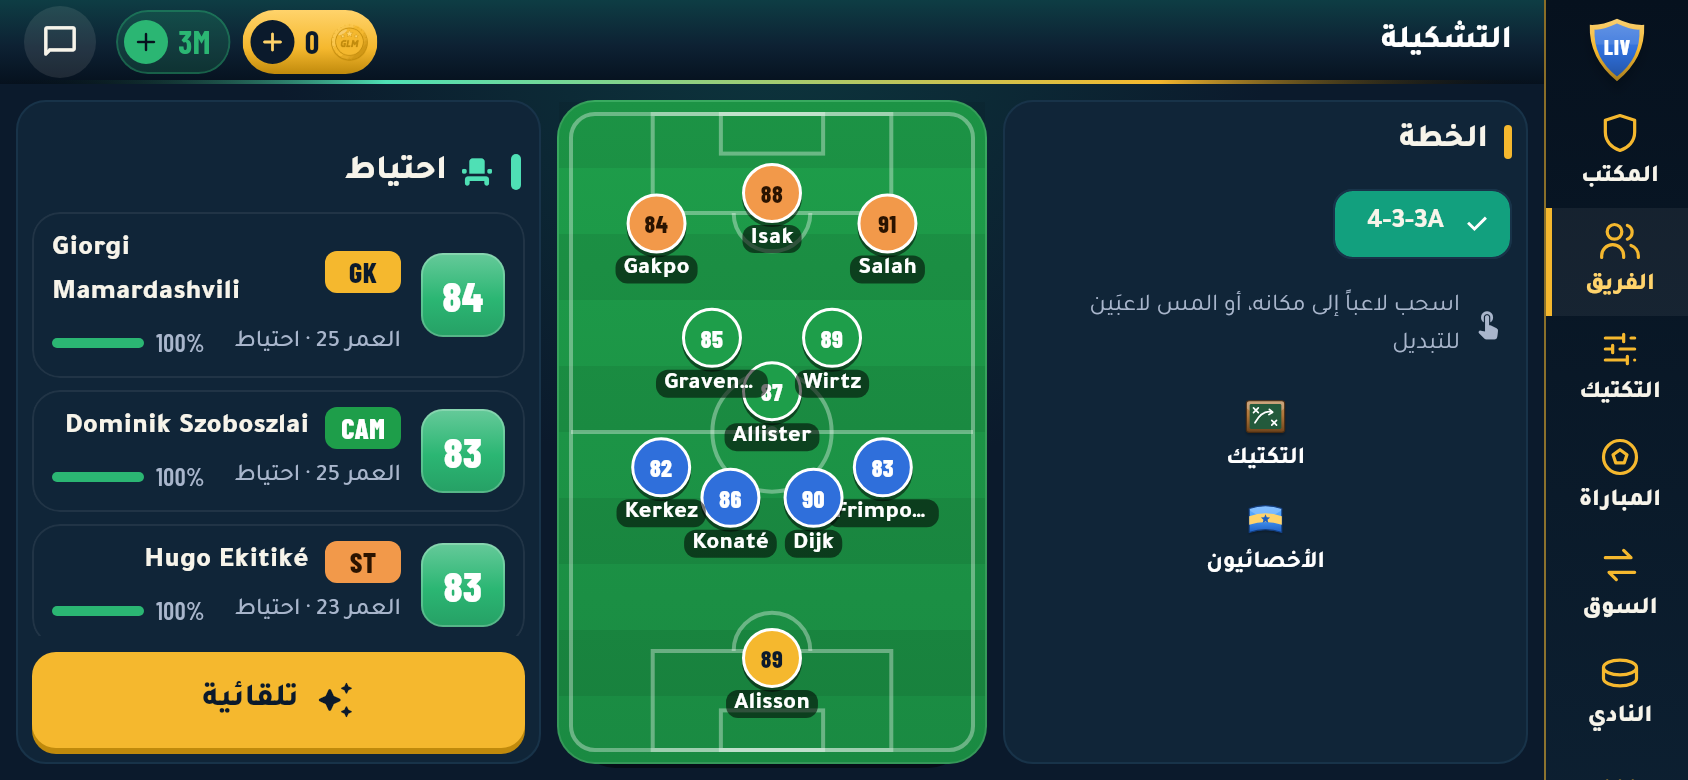 LIV
المكتب
الفريق
التكتيك
المباراة
السوق
النادي
التشكيلة
0
GLM
3M
الخطة
4-3-3A
اسحب لاعباً إلى مكانه، أو المس لاعبَين
للتبديل
التكتيك
الأخصائيون
88
Isak
84
Gakpo
91
Salah
85
Graven...
89
Wirtz
87
Allister
82
Kerkez
83
Frimpo...
86
Konaté
90
Dijk
89
Alisson
احتياط
84
GK
Giorgi
Mamardashvili
العمر 25 · احتياط
100%
83
CAM
Dominik Szoboszlai
العمر 25 · احتياط
100%
83
ST
Hugo Ekitiké
العمر 23 · احتياط
100%
تلقائية